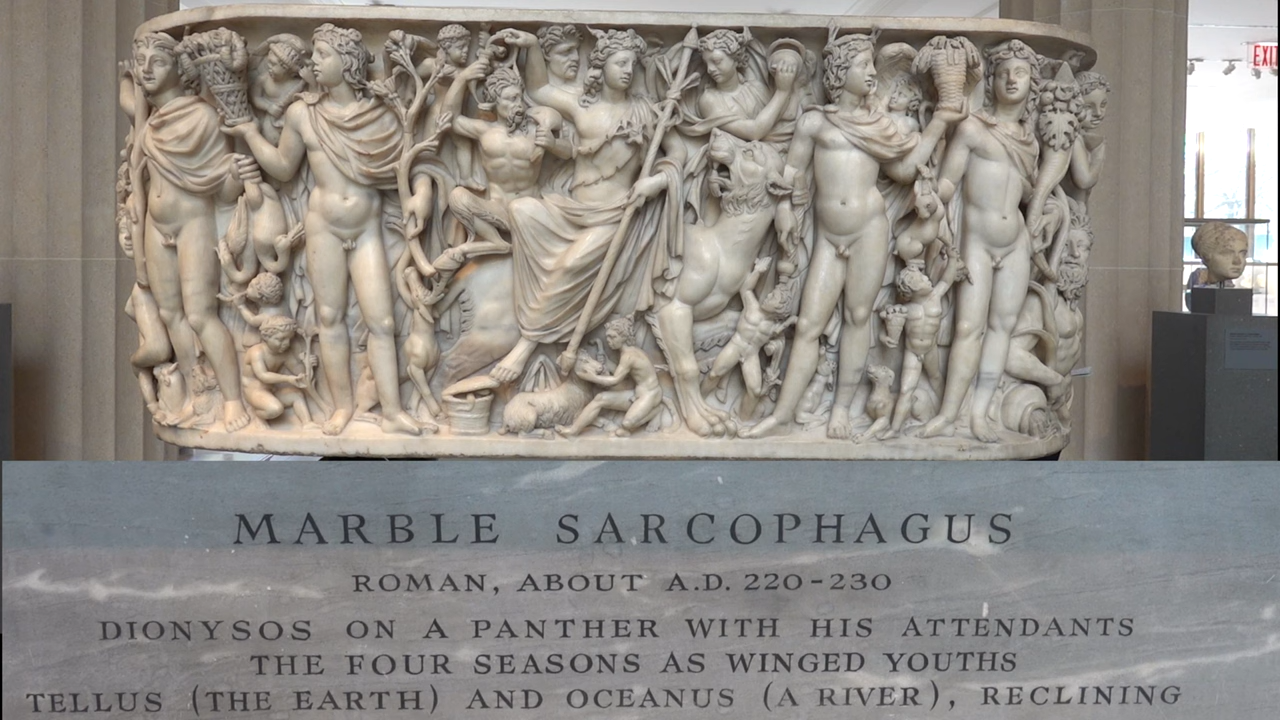 EXIT
MARBLE SARCOPHAGUS
ROMAN, ABOUT A.D. 220-230
DIONYSOS ON A PANTHER WITH HIS ATTENDANTS
THE FOUR SEASONS AS WINGED YOUTHS
TELLUS (THE EARTH) AND OCEANUS (A RIVER), RECLINING